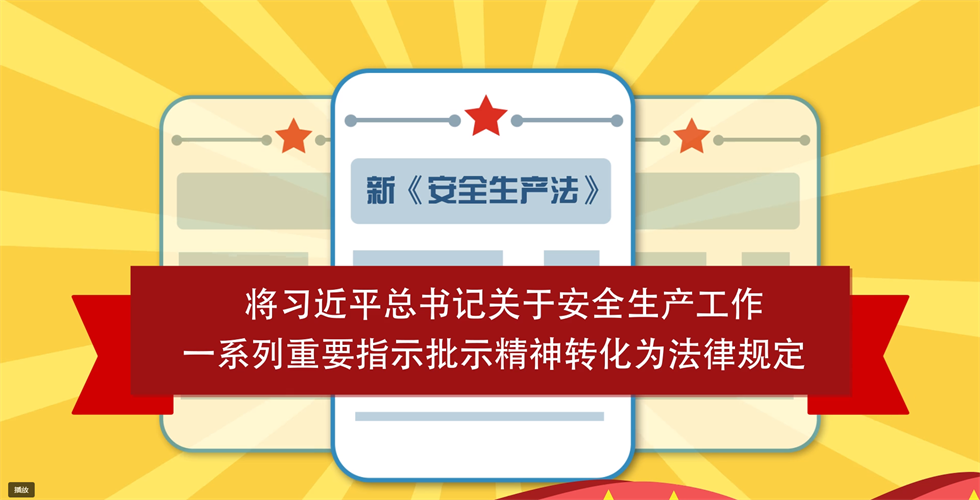 新《安全生产法》
将习近平总书记关于安全生产工作
一系列重要指示批示精神转化为法律规定
播放